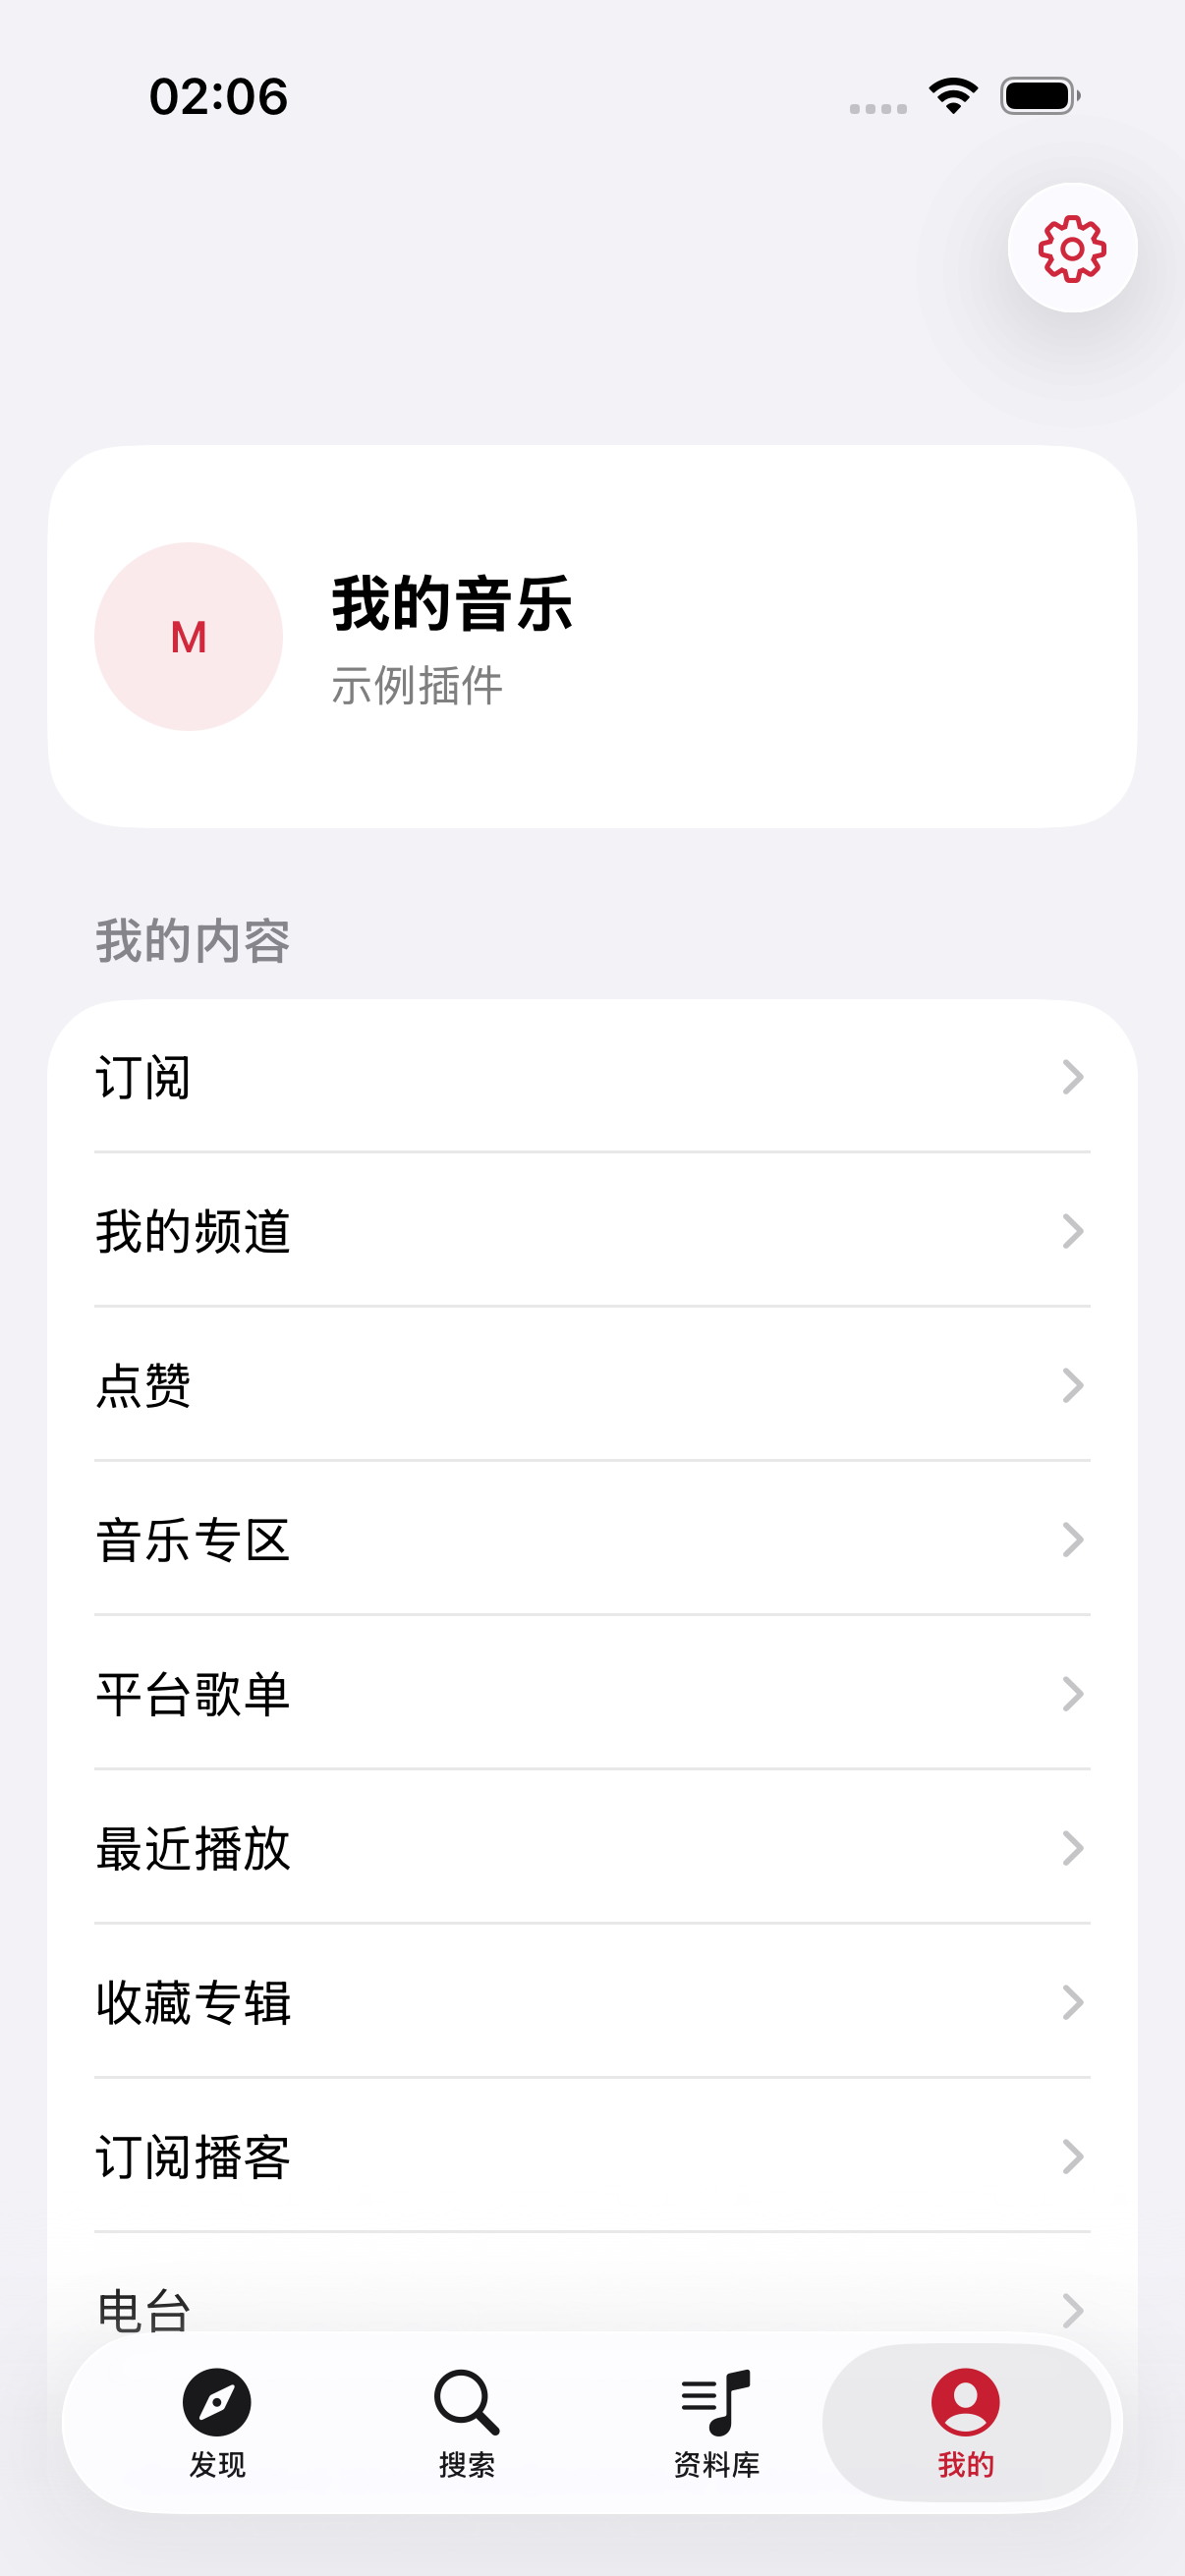 02:06
M
我的音乐
示例插件
我的内容
订阅
我的频道
点赞
音乐专区
平台歌单
最近播放
收藏专辑
订阅播客
电台
发现
搜索
资料库
我的